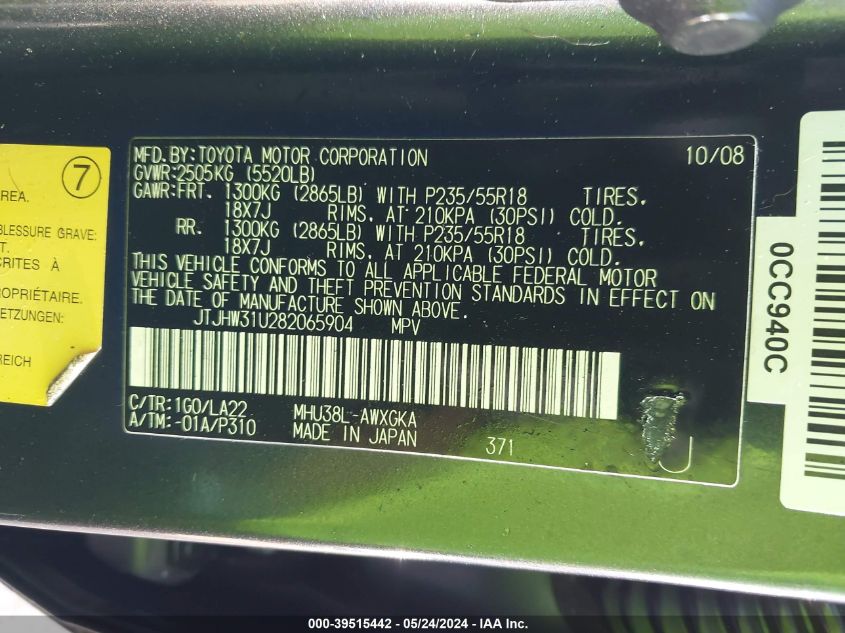 7
REA.
BLESSURE GRAVE:
T.
CRITES À
ROPRIÉTAIRE.
ETZUNGEN:
REICH
MFD.BY:TOYOTA MOTOR CORPORATION 10/08
GVWR:2505KG (5520LB)
GAWR:FRT. 1300KG (2865LB) WITH P235/55R18 TIRES.
18X7J RIMS. AT 210KPA (30PSI) COLD.
RR. 1300KG (2865LB) WITH P235/55R18 TIRES.
18X7J RIMS. AT 210KPA (30PSI) COLD.
THIS VEHICLE CONFORMS TO ALL APPLICABLE FEDERAL MOTOR
VEHICLE SAFETY AND THEFT PREVENTION STANDARDS IN EFFECT ON
THE DATE OF MANUFACTURE SHOWN ABOVE.
JTJHW31U282065904 MPV
C/TR:1G0/LA22 MHU38L-AWXGKA
A/TM:-01A/P310 MADE IN JAPAN 371
J
0CC940C
000-39515442 - 05/24/2024 - IAA Inc.